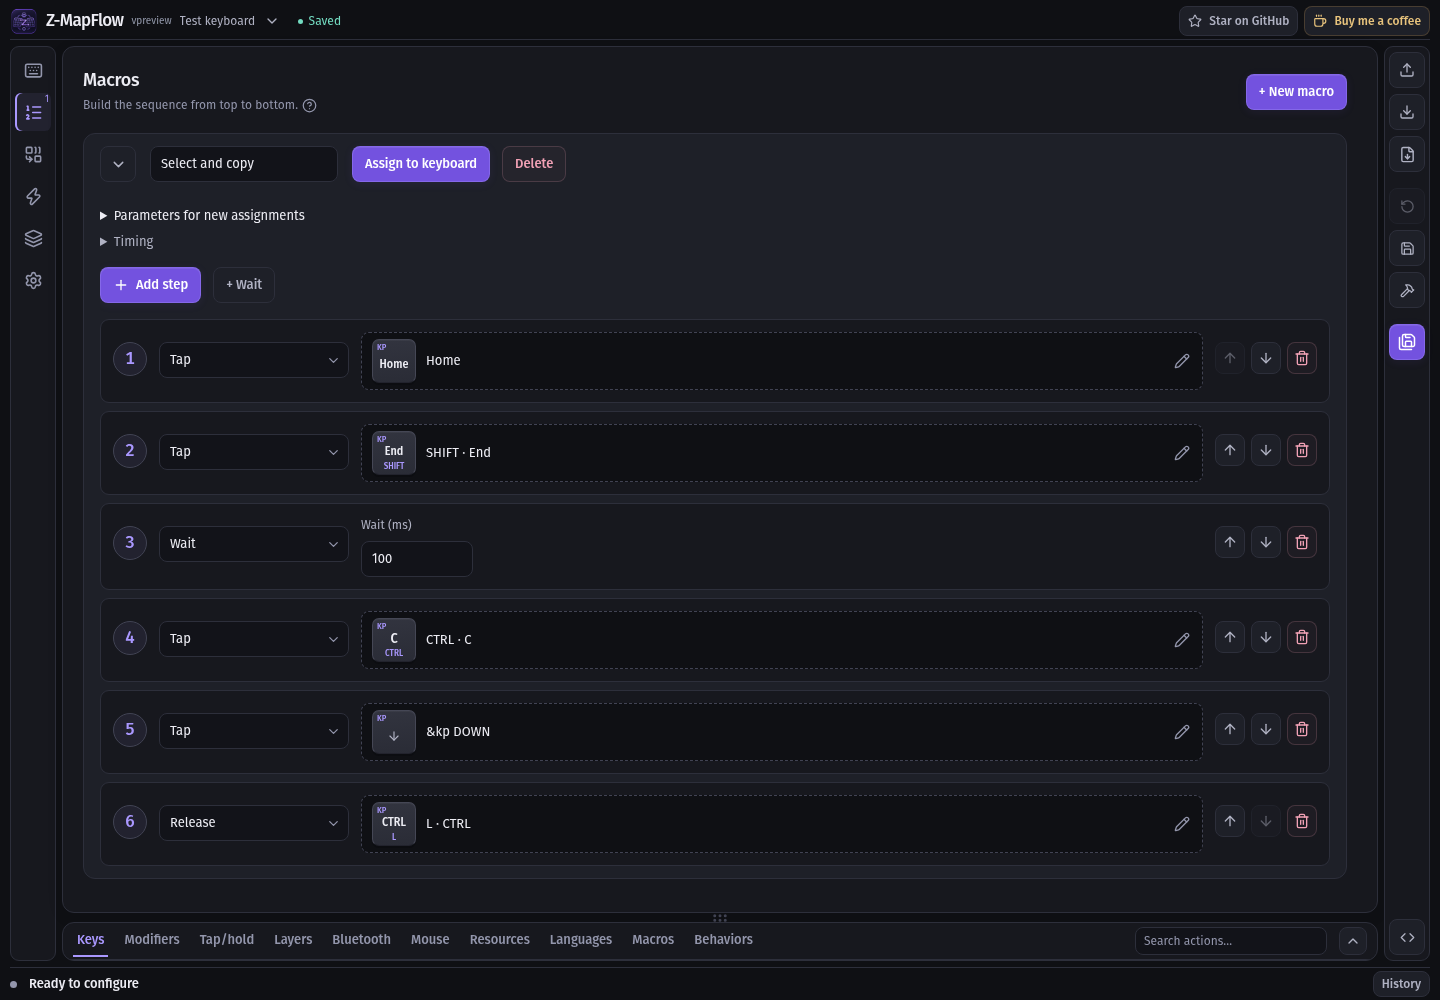 Z-MapFlow vpreview Test keyboard Saved Star on GitHub Buy me a coffee
1
Macros
Build the sequence from top to bottom. ?
+ New macro
Select and copy Assign to keyboard Delete
Parameters for new assignments
Timing
+ Add step + Wait
1 Tap KP Home Home
2 Tap KP End SHIFT SHIFT · End
3 Wait Wait (ms) 100
4 Tap KP C CTRL CTRL · C
5 Tap KP ↓ &kp DOWN
6 Release KP CTRL L L · CTRL
Keys Modifiers Tap/hold Layers Bluetooth Mouse Resources Languages Macros Behaviors Search actions...
Ready to configure History